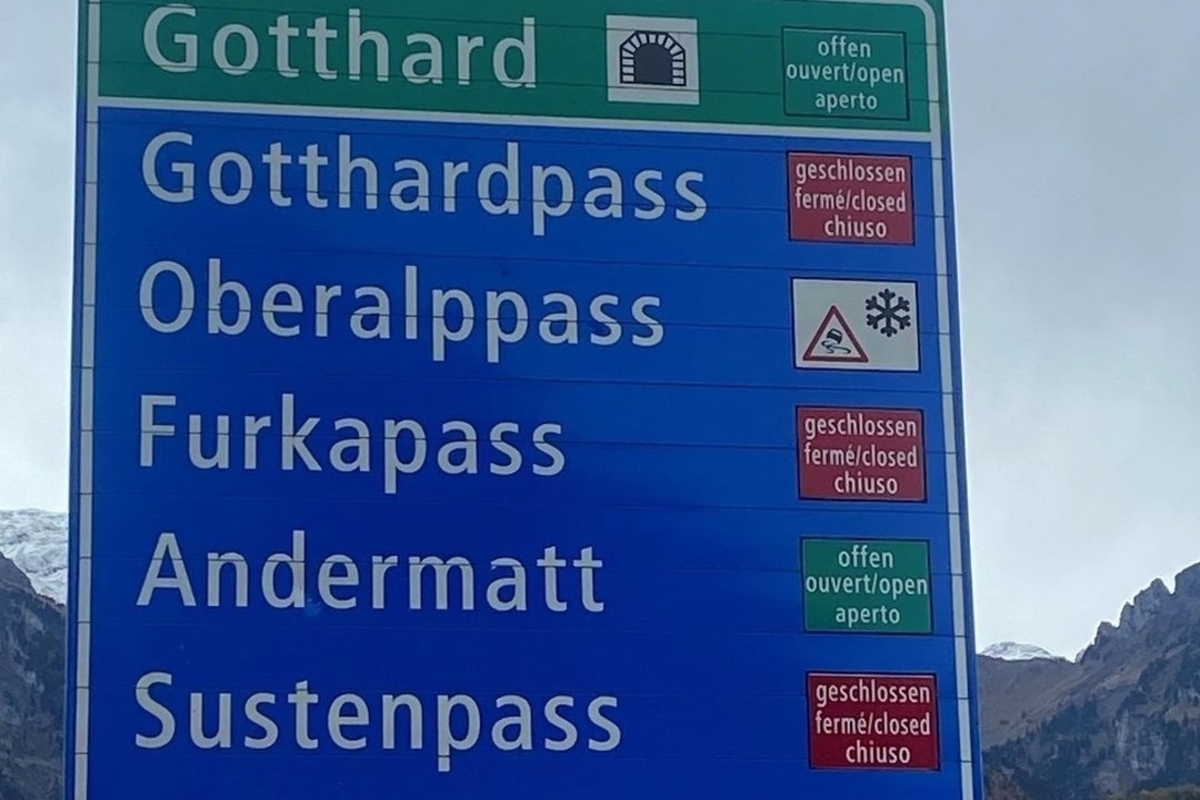 Gotthard
offen
ouvert/open
aperto
Gotthardpass
geschlossen
fermé/closed
chiuso
Oberalppass
Furkapass
geschlossen
fermé/closed
chiuso
Andermatt
offen
ouvert/open
aperto
Sustenpass
geschlossen
fermé/closed
chiuso